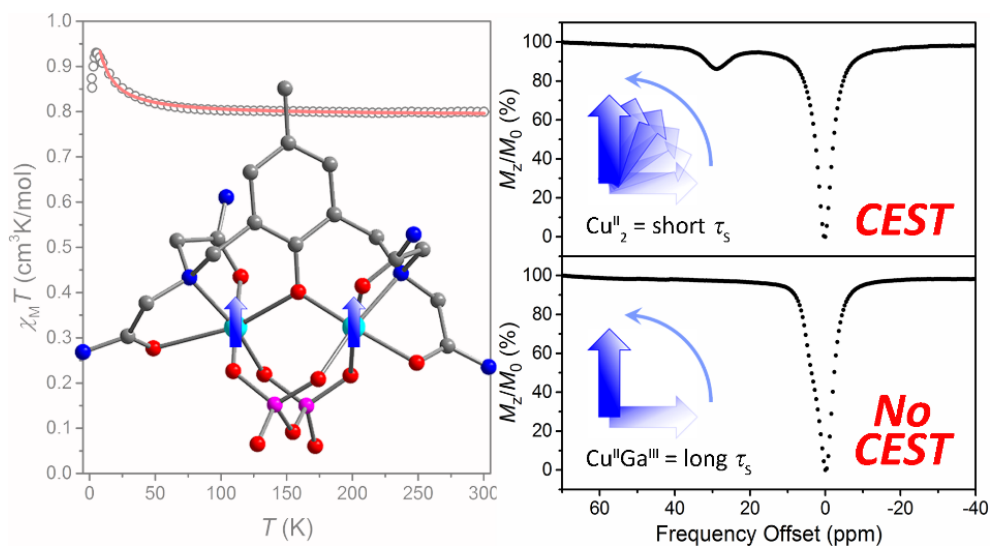 1.0
0.9
0.8
0.7
0.6
0.5
0.4
0.3
0.2
0.1
0.0
χMT (cm³K/mol)
0 50 100 150 200 250 300
T (K)
100
80
60
40
20
0
Mz/M0 (%)
Cuᴵᴵ₂ = short τs
CEST
100
80
60
40
20
0
Mz/M0 (%)
CuᴵᴵGaᴵᴵᴵ = long τs
No
CEST
60 40 20 0 -20 -40
Frequency Offset (ppm)